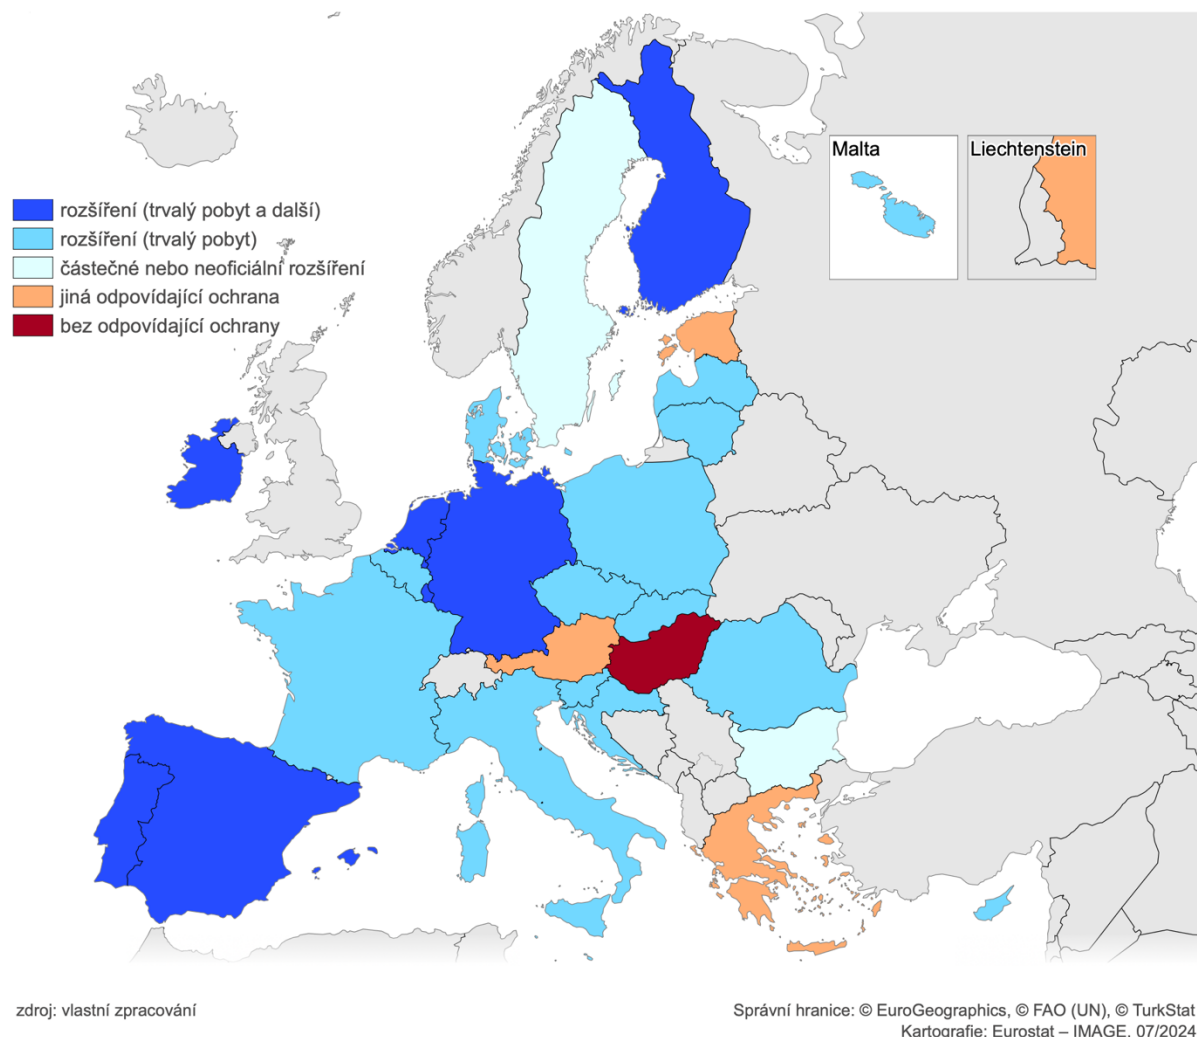 Malta
Liechtenstein
rozšíření (trvalý pobyt a další)
rozšíření (trvalý pobyt)
částečné nebo neoficiální rozšíření
jiná odpovídající ochrana
bez odpovídající ochrany
zdroj: vlastní zpracování
Správní hranice: © EuroGeographics, © FAO (UN), © TurkStat
Kartografie: Eurostat – IMAGE, 07/2024